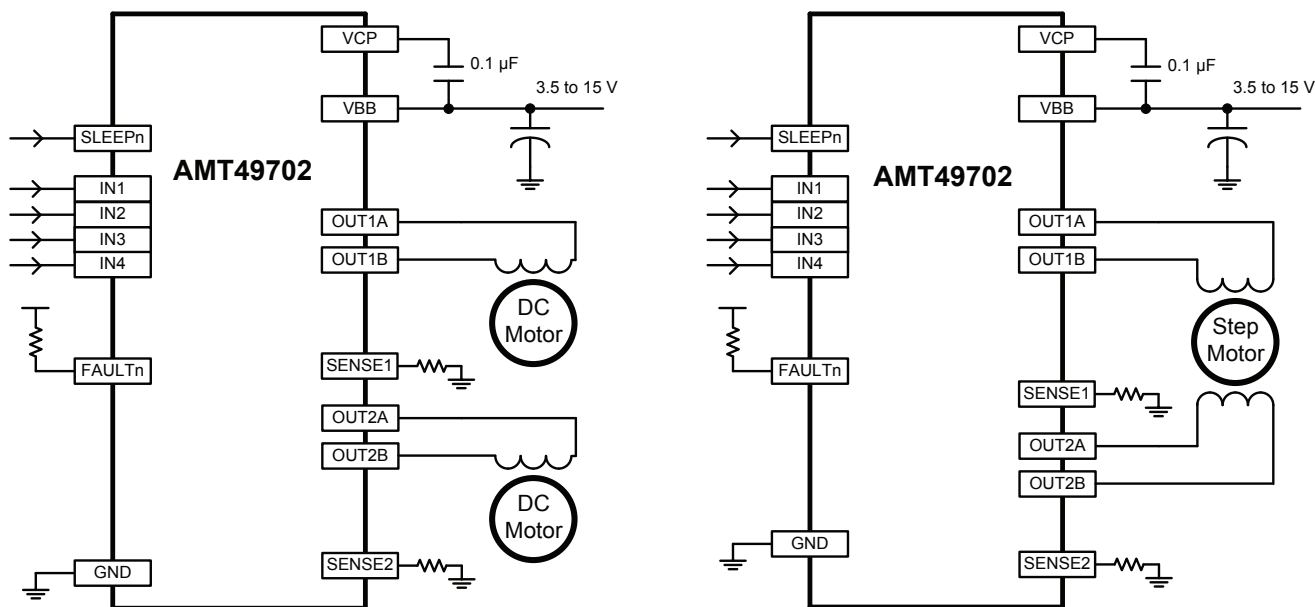 VCP
0.1 µF
3.5 to 15 V
VBB
SLEEPn
AMT49702
IN1
IN2
IN3
IN4
OUT1A
OUT1B
DC
Motor
FAULTn
SENSE1
OUT2A
OUT2B
DC
Motor
GND
SENSE2
VCP
0.1 µF
3.5 to 15 V
VBB
SLEEPn
AMT49702
IN1
IN2
IN3
IN4
OUT1A
OUT1B
Step
Motor
FAULTn
SENSE1
OUT2A
OUT2B
GND
SENSE2